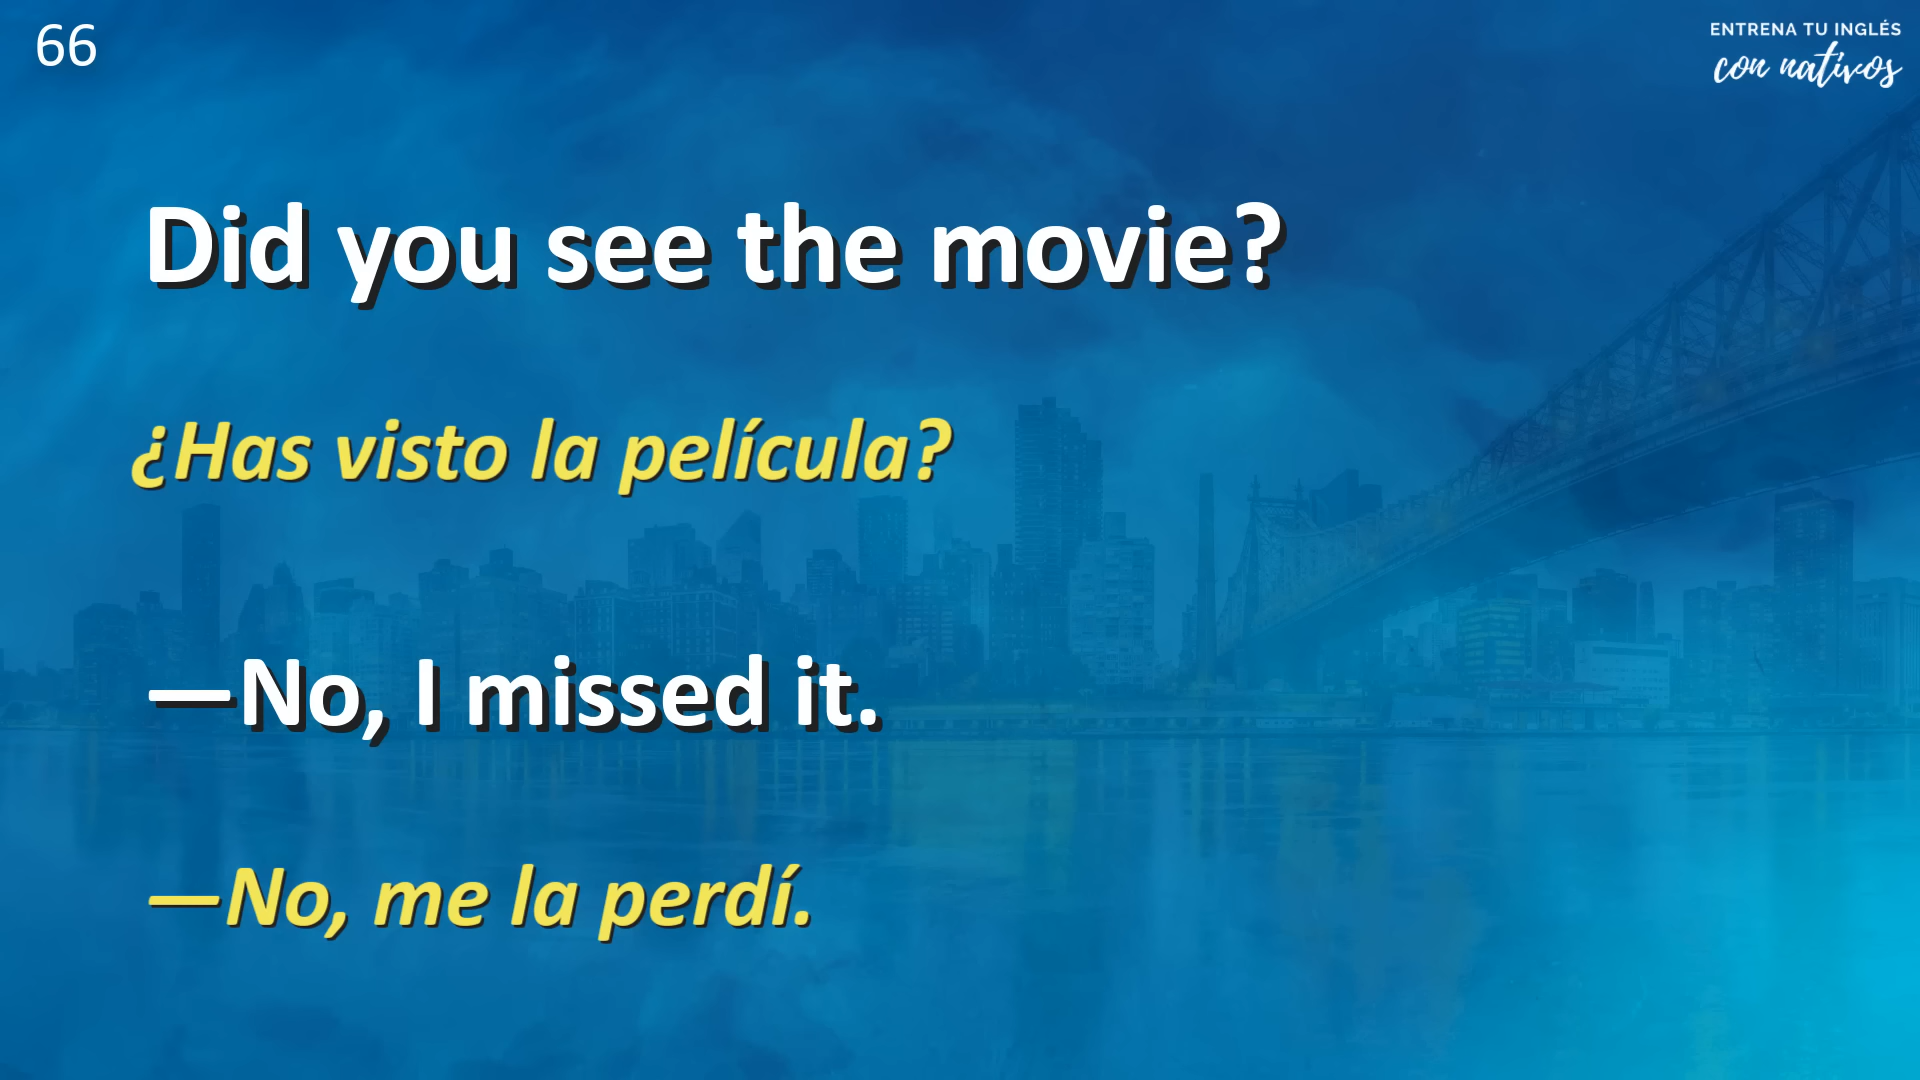 66
ENTRENA TU INGLÉS
con nativos
Did you see the movie?
¿Has visto la película?
—No, I missed it.
—No, me la perdí.